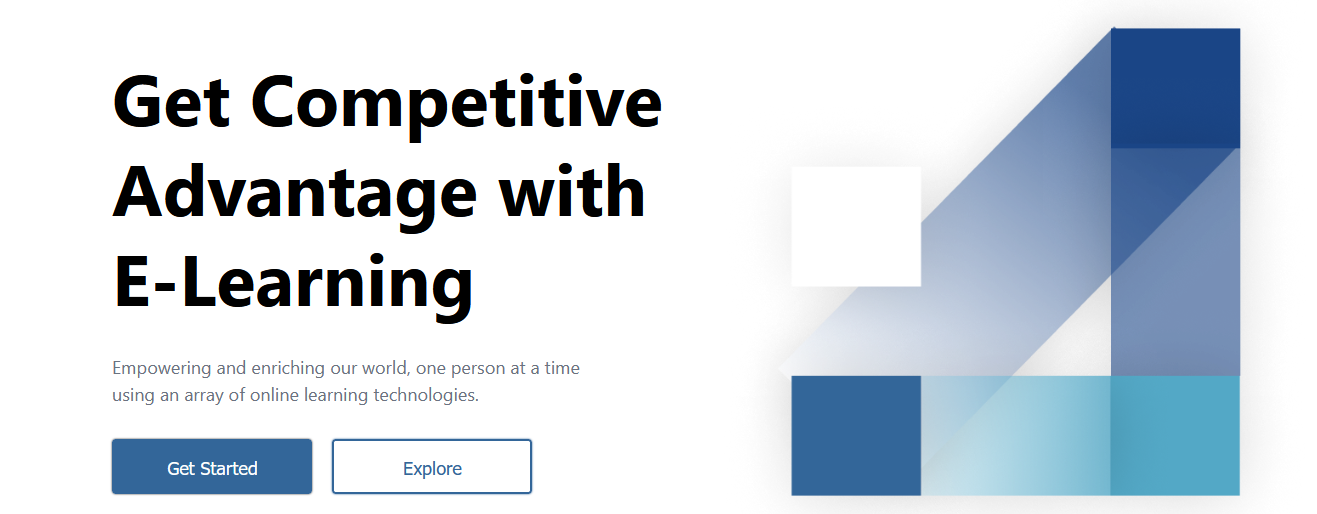 Get Competitive
Advantage with
E-Learning
Empowering and enriching our world, one person at a time
using an array of online learning technologies.
Get Started
Explore